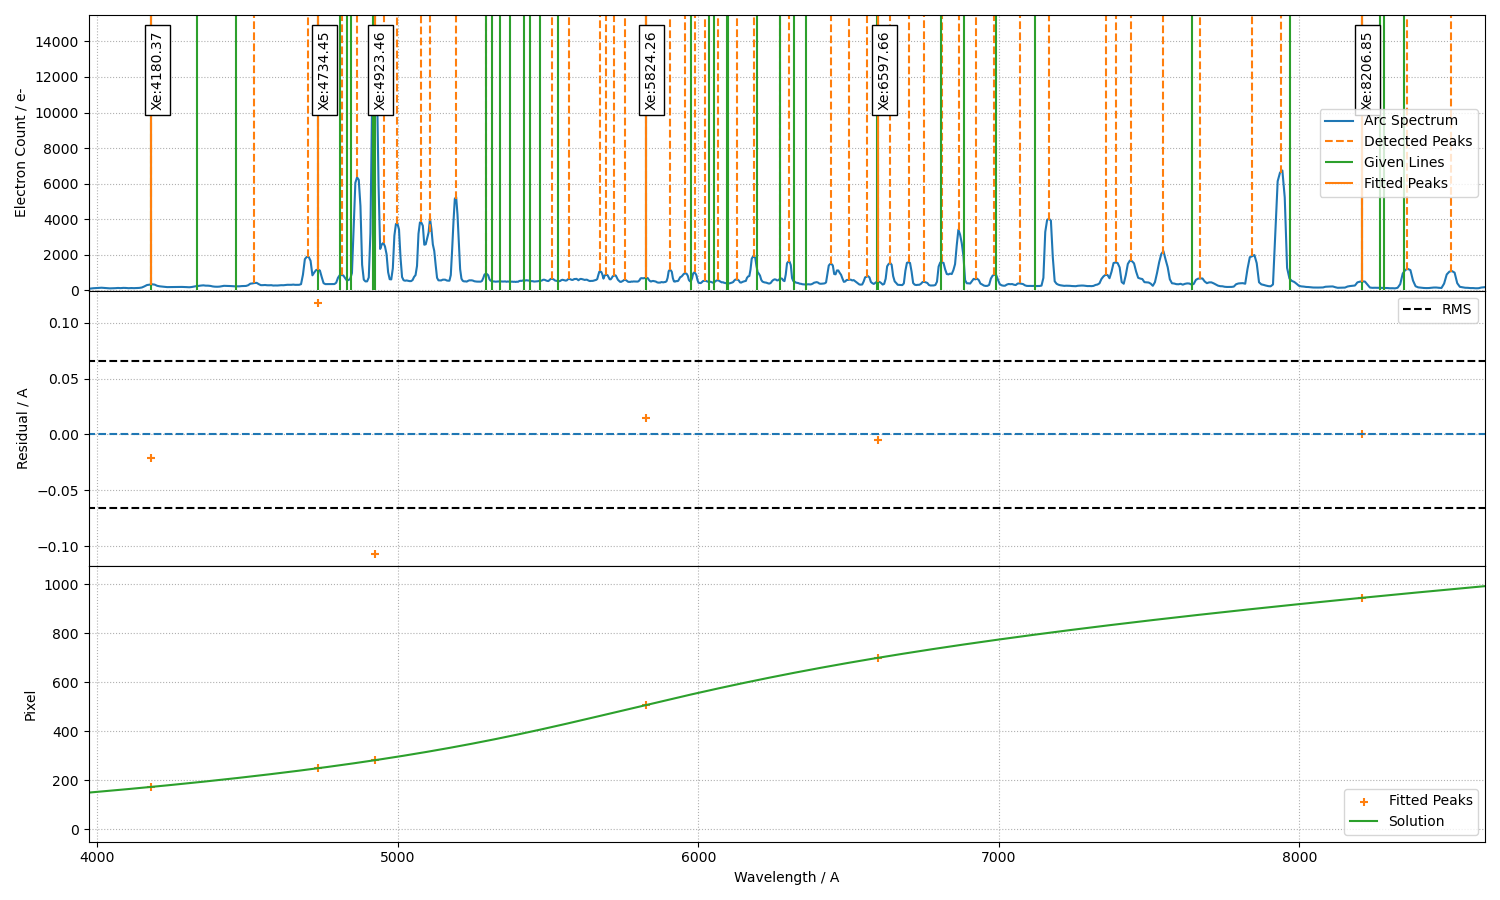 14000
12000
10000
8000
6000
4000
2000
0
Electron Count / e-
Xe:4180.37
Xe:4734.45
Xe:4923.46
Xe:5824.26
Xe:6597.66
Xe:8206.85
Arc Spectrum
Detected Peaks
Given Lines
Fitted Peaks
0.10
0.05
0.00
−0.05
−0.10
Residual / A
RMS
1000
800
600
400
200
0
Pixel
Fitted Peaks
Solution
4000
5000
6000
7000
8000
Wavelength / A